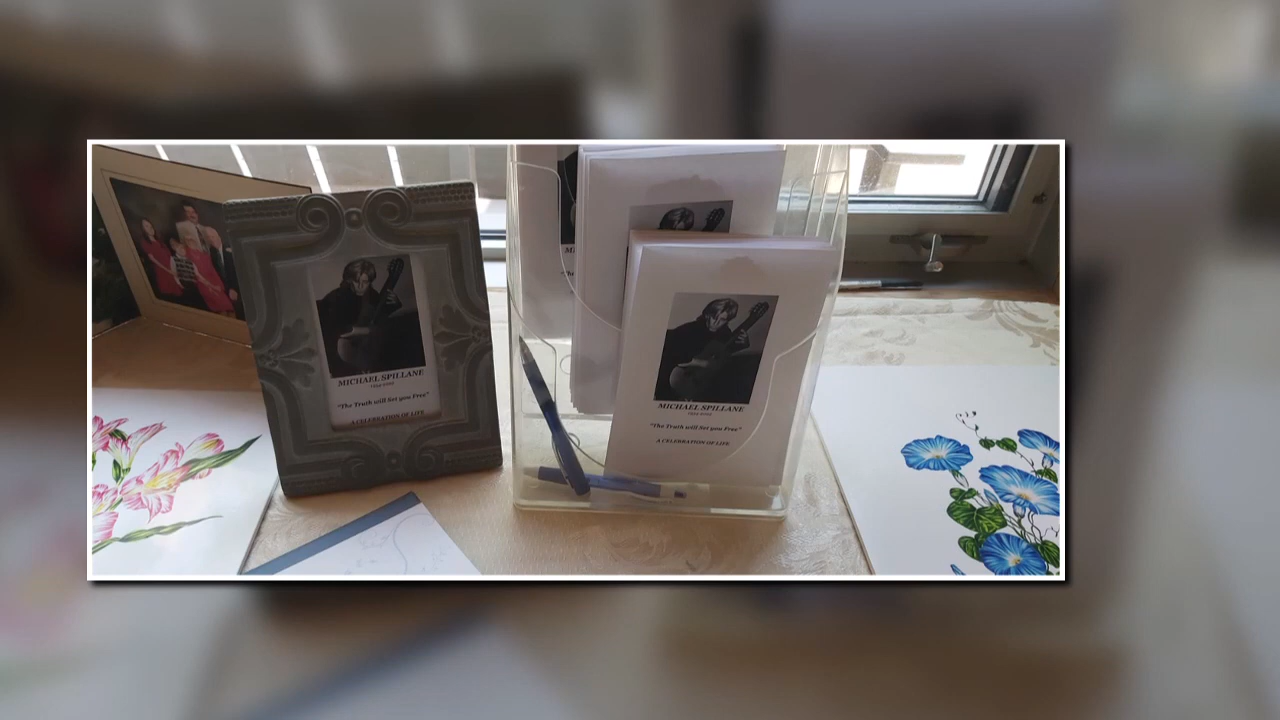 MICHAEL SPILLANE
"The Truth will Set you Free"
A CELEBRATION OF LIFE
MICHAEL SPILLANE
"The Truth will Set you Free"
A CELEBRATION OF LIFE